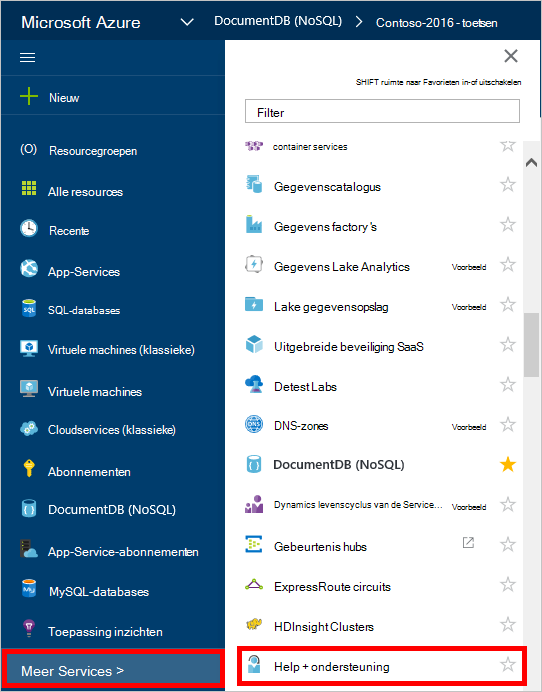 Microsoft Azure
DocumentDB (NoSQL)
Contoso-2016 - toetsen
SHIFT ruimte naar Favorieten in-of uitschakelen
Nieuw
Resourcegroepen
Alle resources
Recente
App-Services
SQL-databases
Virtuele machines (klassieke)
Virtuele machines
Cloudservices (klassieke)
Abonnementen
DocumentDB (NoSQL)
App-Service-abonnementen
MySQL-databases
Toepassing inzichten
Meer Services >
Filter
container services
Gegevenscatalogus
Gegevens factory's
Gegevens Lake Analytics Voorbeeld
Lake gegevensopslag Voorbeeld
Uitgebreide beveiliging SaaS
Detest Labs
DNS-zones Voorbeeld
DocumentDB (NoSQL)
Dynamics levenscyclus van de Service... Voorbeeld
Gebeurtenis hubs
ExpressRoute circuits
HDInsight Clusters
Help + ondersteuning